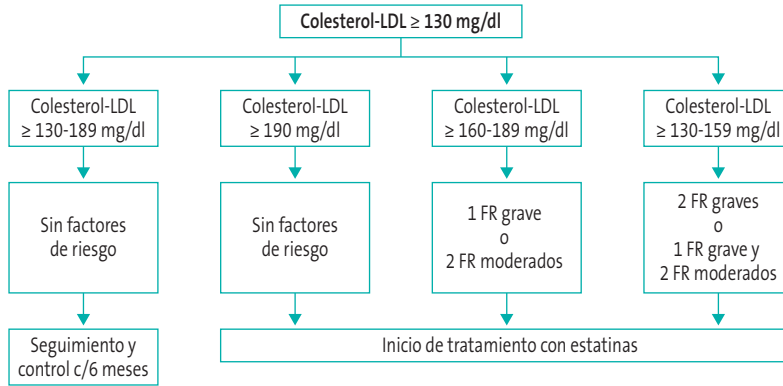 Colesterol-LDL ≥ 130 mg/dl
Colesterol-LDL
≥ 130-189 mg/dl
Colesterol-LDL
≥ 190 mg/dl
Colesterol-LDL
≥ 160-189 mg/dl
Colesterol-LDL
≥ 130-159 mg/dl
Sin factores
de riesgo
Sin factores
de riesgo
1 FR grave
o
2 FR moderados
2 FR graves
o
1 FR grave y
2 FR moderados
Seguimiento y
control c/6 meses
Inicio de tratamiento con estatinas